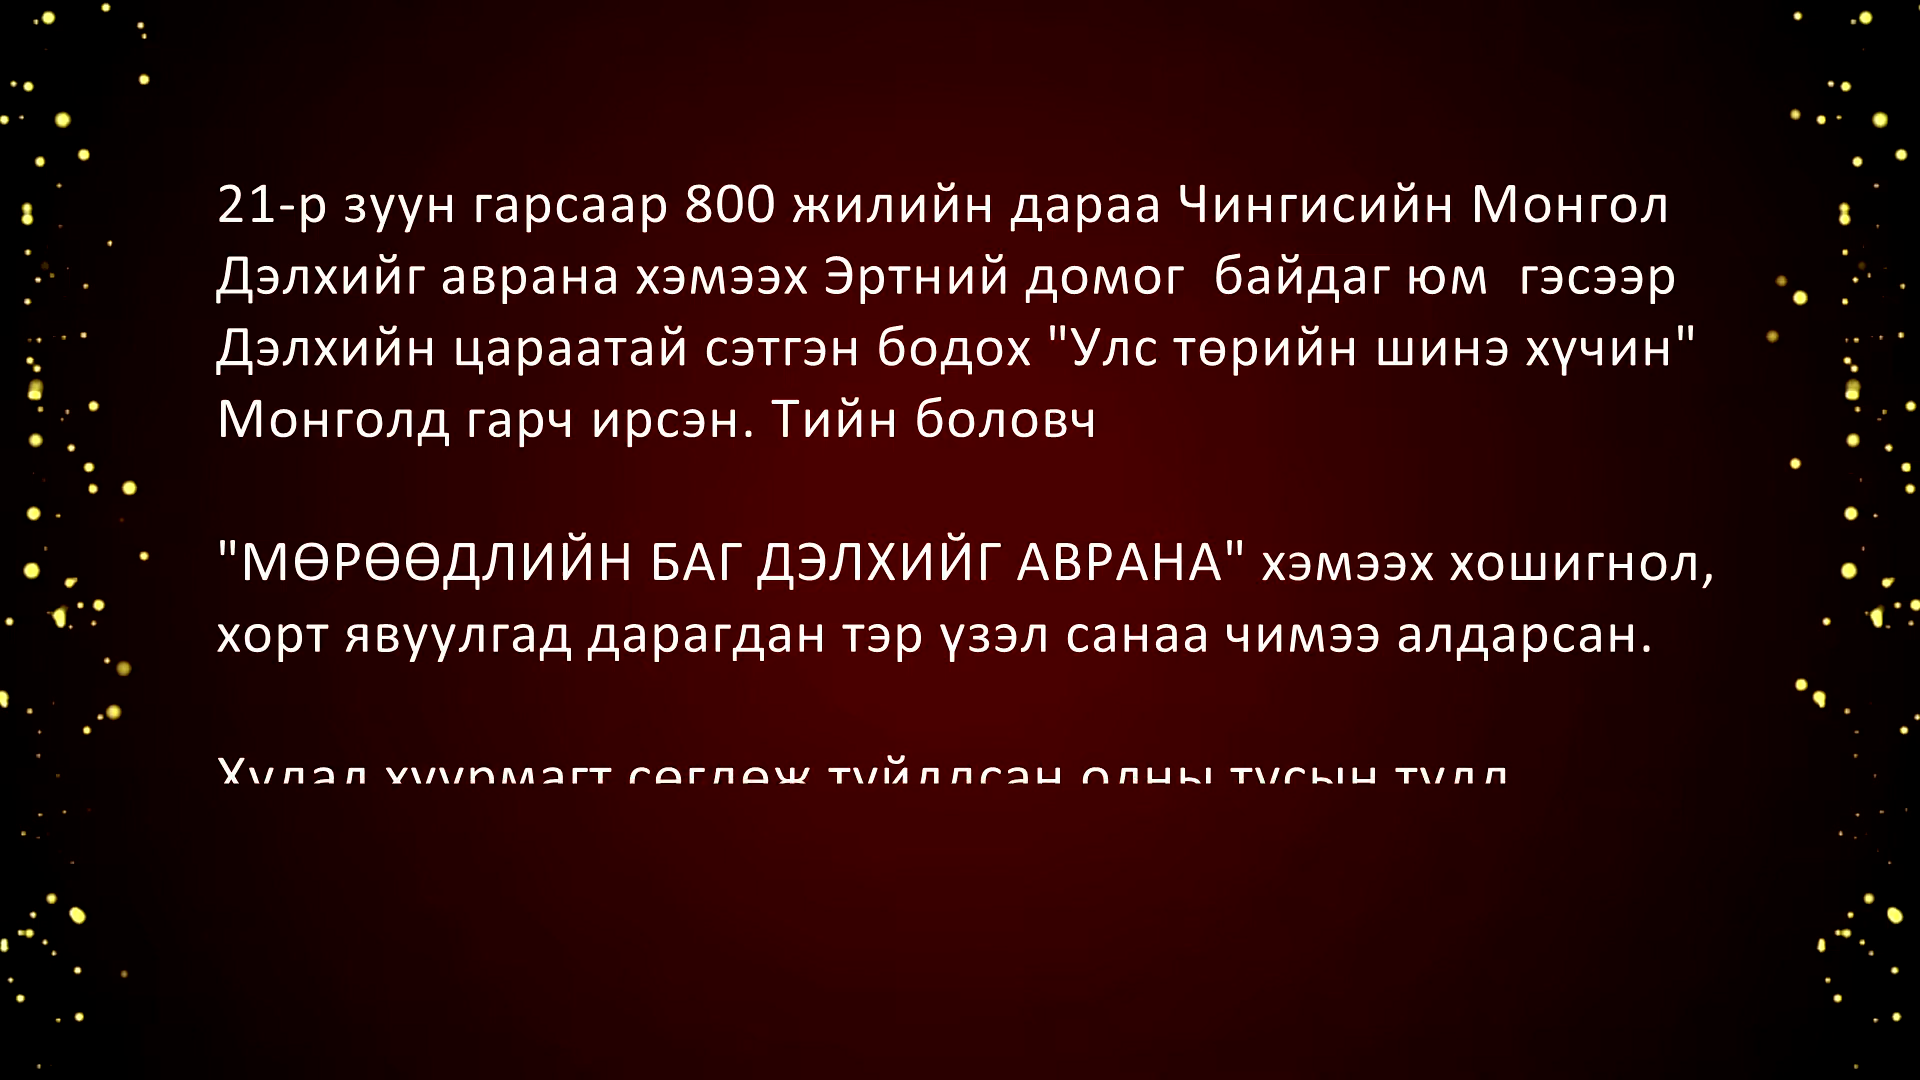 21-р зуун гарсаар 800 жилийн дараа Чингисийн Монгол
Дэлхийг аврана хэмээх Эртний домог байдаг юм гэсээр
Дэлхийн цараатай сэтгэн бодох "Улс төрийн шинэ хүчин"
Монголд гарч ирсэн. Тийн боловч
"МӨРӨӨДЛИЙН БАГ ДЭЛХИЙГ АВРАНА" хэмээх хошигнол,
хорт явуулгад дарагдан тэр үзэл санаа чимээ алдарсан.